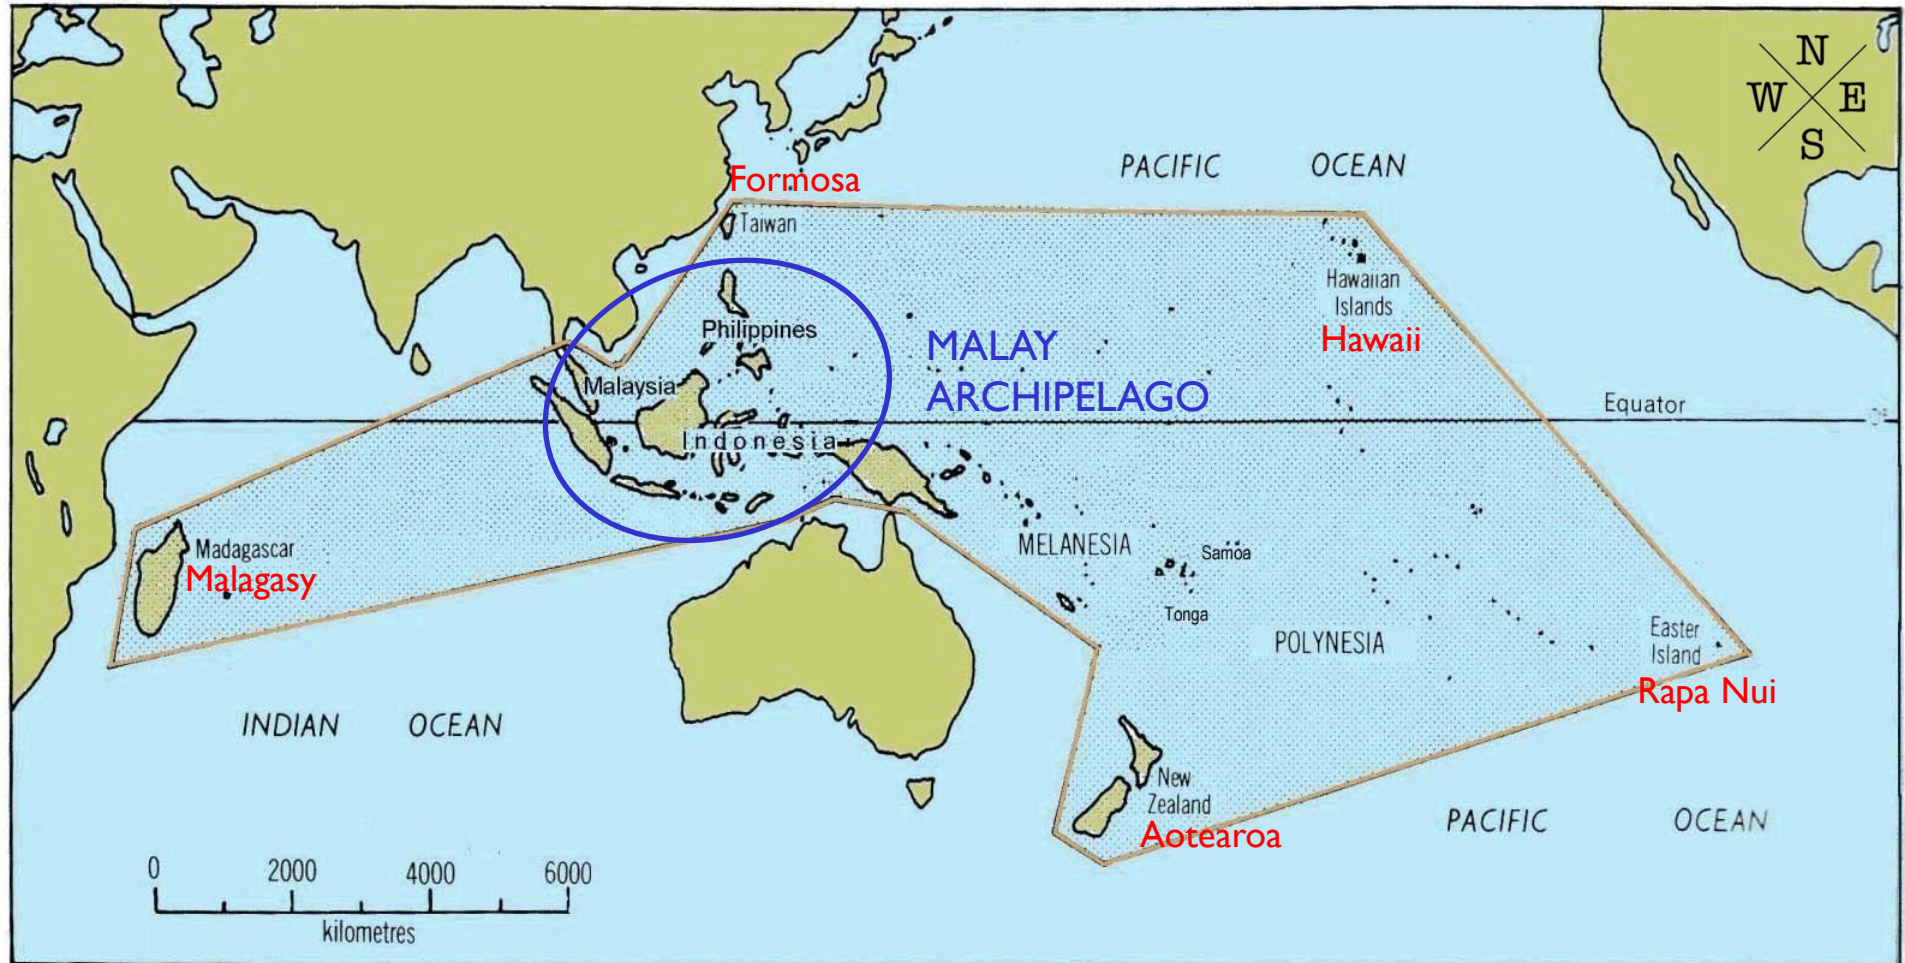 N
W E
S
PACIFIC OCEAN
Formosa
Taiwan
Hawaiian
Islands
Hawaii
Philippines
MALAY
ARCHIPELAGO
Malaysia
Equator
0°
Indonesia
MELANESIA
Samoa
Madagascar
Malagasy
Tonga
POLYNESIA
Easter
Island
Rapa Nui
INDIAN OCEAN
New
Zealand
Aotearoa
PACIFIC OCEAN
0 2000 4000 6000
kilometres